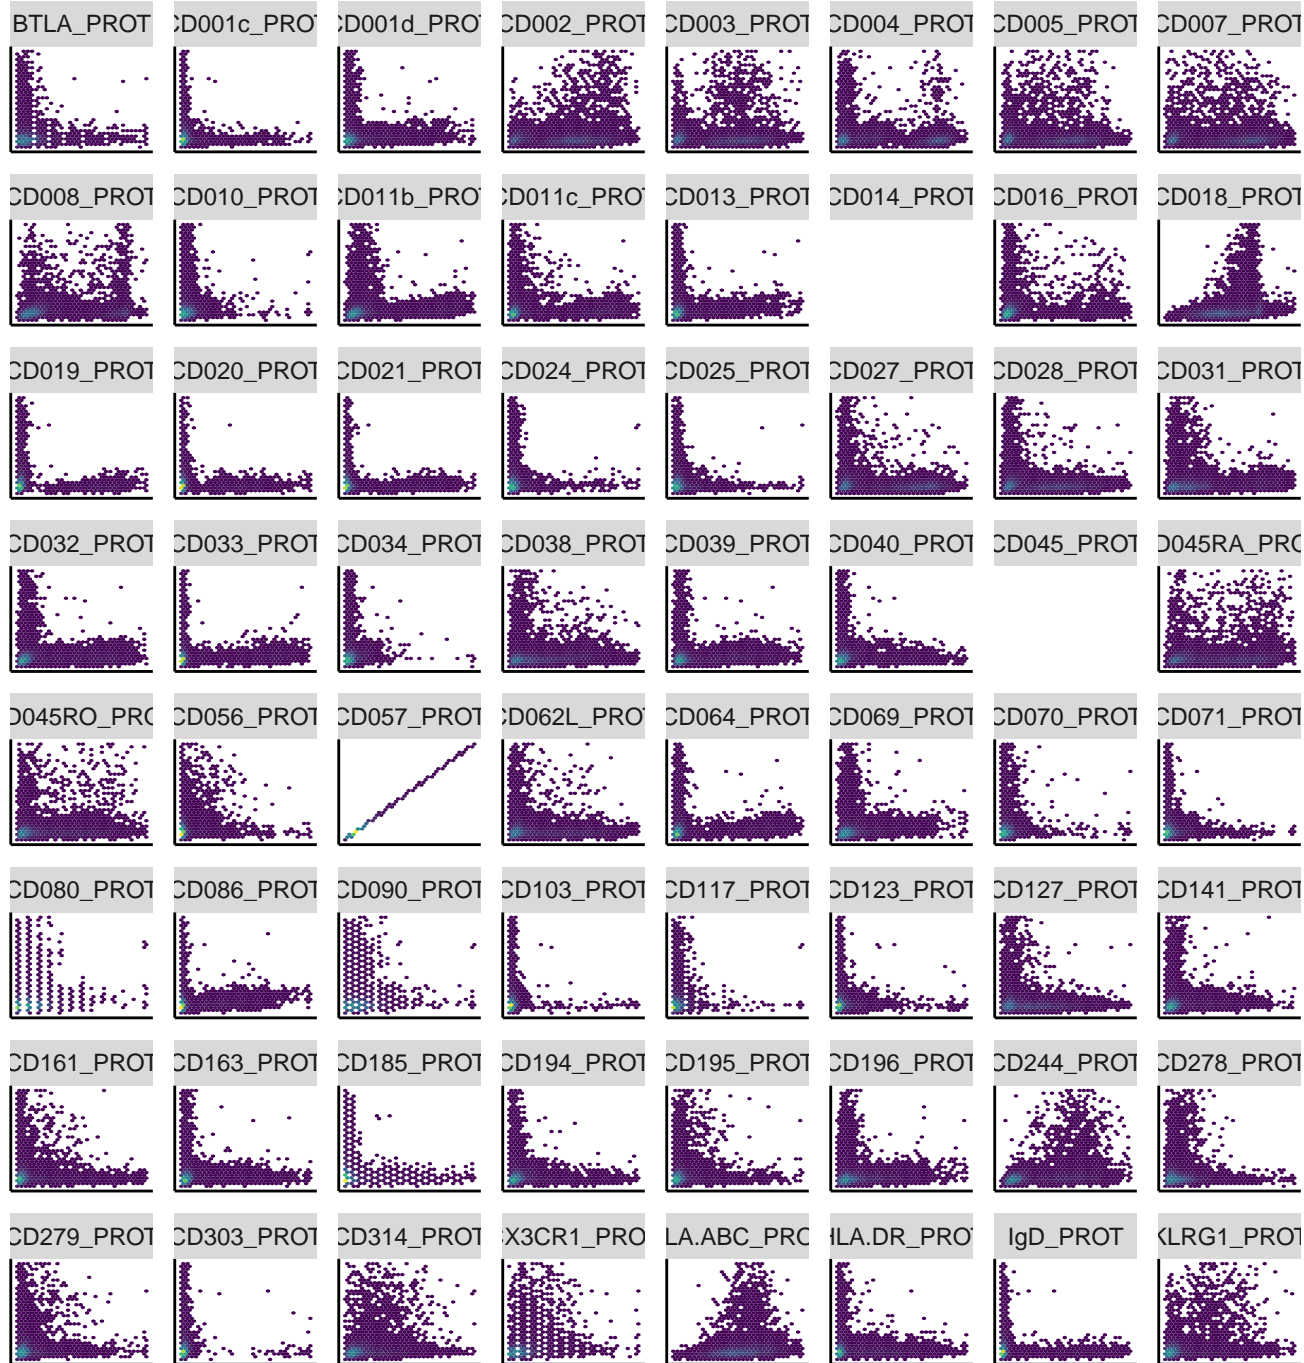 BTLA_PROT CD001c_PROT CD001d_PROT CD002_PROT CD003_PROT CD004_PROT CD005_PROT CD007_PROT
CD008_PROT CD010_PROT CD011b_PROT CD011c_PROT CD013_PROT CD014_PROT CD016_PROT CD018_PROT
CD019_PROT CD020_PROT CD021_PROT CD024_PROT CD025_PROT CD027_PROT CD028_PROT CD031_PROT
CD032_PROT CD033_PROT CD034_PROT CD038_PROT CD039_PROT CD040_PROT CD045_PROT D045RA_PRO
D045RO_PRO CD056_PROT CD057_PROT CD062L_PROT CD064_PROT CD069_PROT CD070_PROT CD071_PROT
CD080_PROT CD086_PROT CD090_PROT CD103_PROT CD117_PROT CD123_PROT CD127_PROT CD141_PROT
CD161_PROT CD163_PROT CD185_PROT CD194_PROT CD195_PROT CD196_PROT CD244_PROT CD278_PROT
CD279_PROT CD303_PROT CD314_PROT CX3CR1_PRO LA.ABC_PRO HLA.DR_PROT IgD_PROT KLRG1_PROT